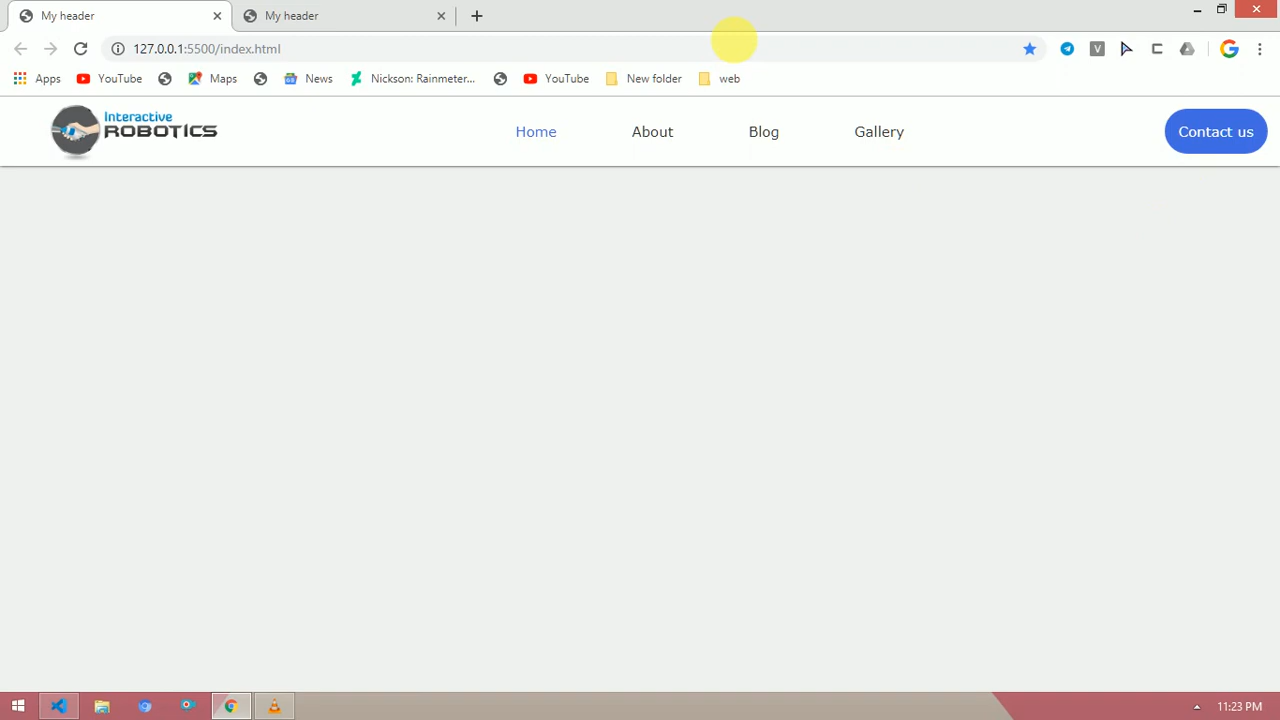 My header
My header
127.0.0.1:5500/index.html
Apps YouTube Maps News Nickson: Rainmeter... YouTube New folder web
Interactive
ROBOTICS
Home About Blog Gallery Contact us
11:23 PM